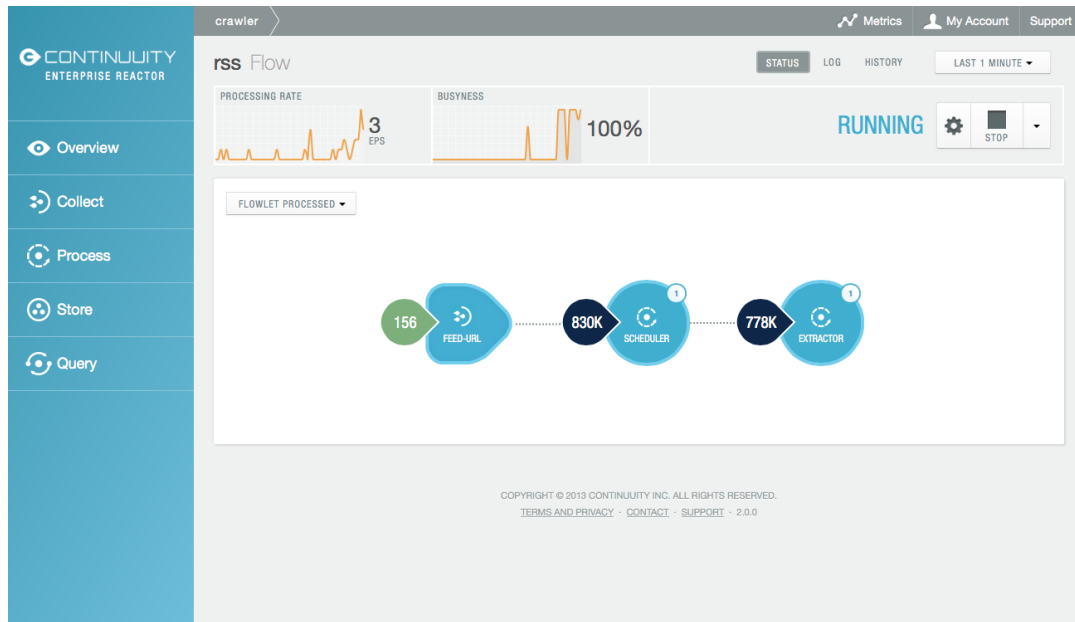 crawler
Metrics
My Account
Support
CONTINUUITY
ENTERPRISE REACTOR
rss Flow
STATUS
LOG
HISTORY
LAST 1 MINUTE
PROCESSING RATE
3
EPS
BUSYNESS
100%
RUNNING
STOP
Overview
Collect
Process
Store
Query
FLOWLET PROCESSED
156
FEED-URL
830K
SCHEDULER
1
778K
EXTRACTOR
1
COPYRIGHT © 2013 CONTINUUITY INC. ALL RIGHTS RESERVED.
TERMS AND PRIVACY · CONTACT · SUPPORT · 2.0.0